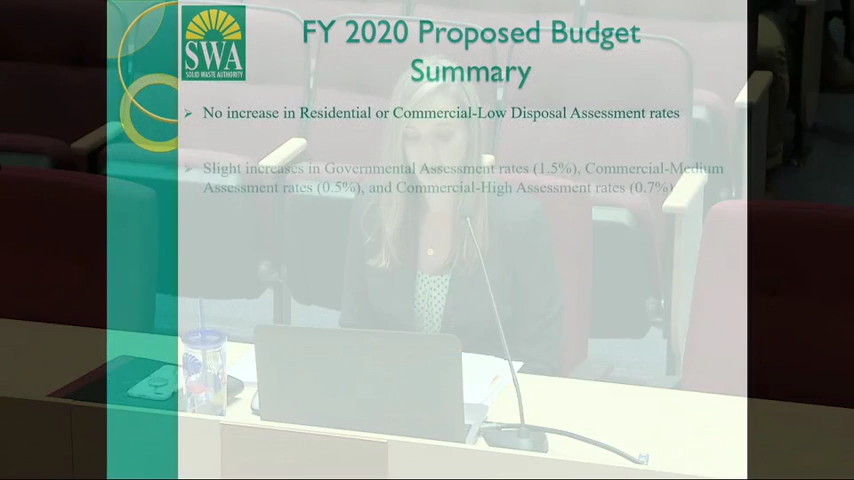 SWA
SOLID WASTE AUTHORITY
FY 2020 Proposed Budget
Summary
➢ No increase in Residential or Commercial-Low Disposal Assessment rates
➢ Slight increases in Governmental Assessment rates (1.5%), Commercial-Medium
Assessment rates (0.5%), and Commercial-High Assessment rates (0.7%)